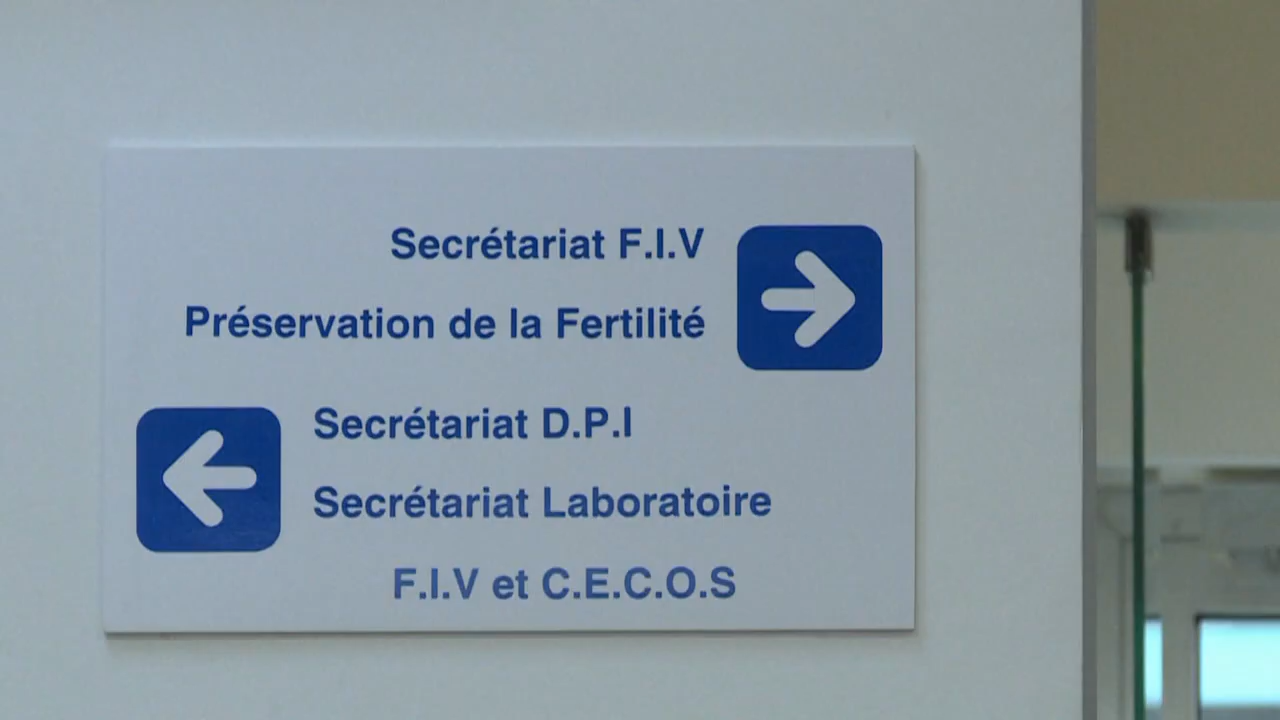 Secrétariat F.I.V
Préservation de la Fertilité
Secrétariat D.P.I
Secrétariat Laboratoire
F.I.V et C.E.C.O.S